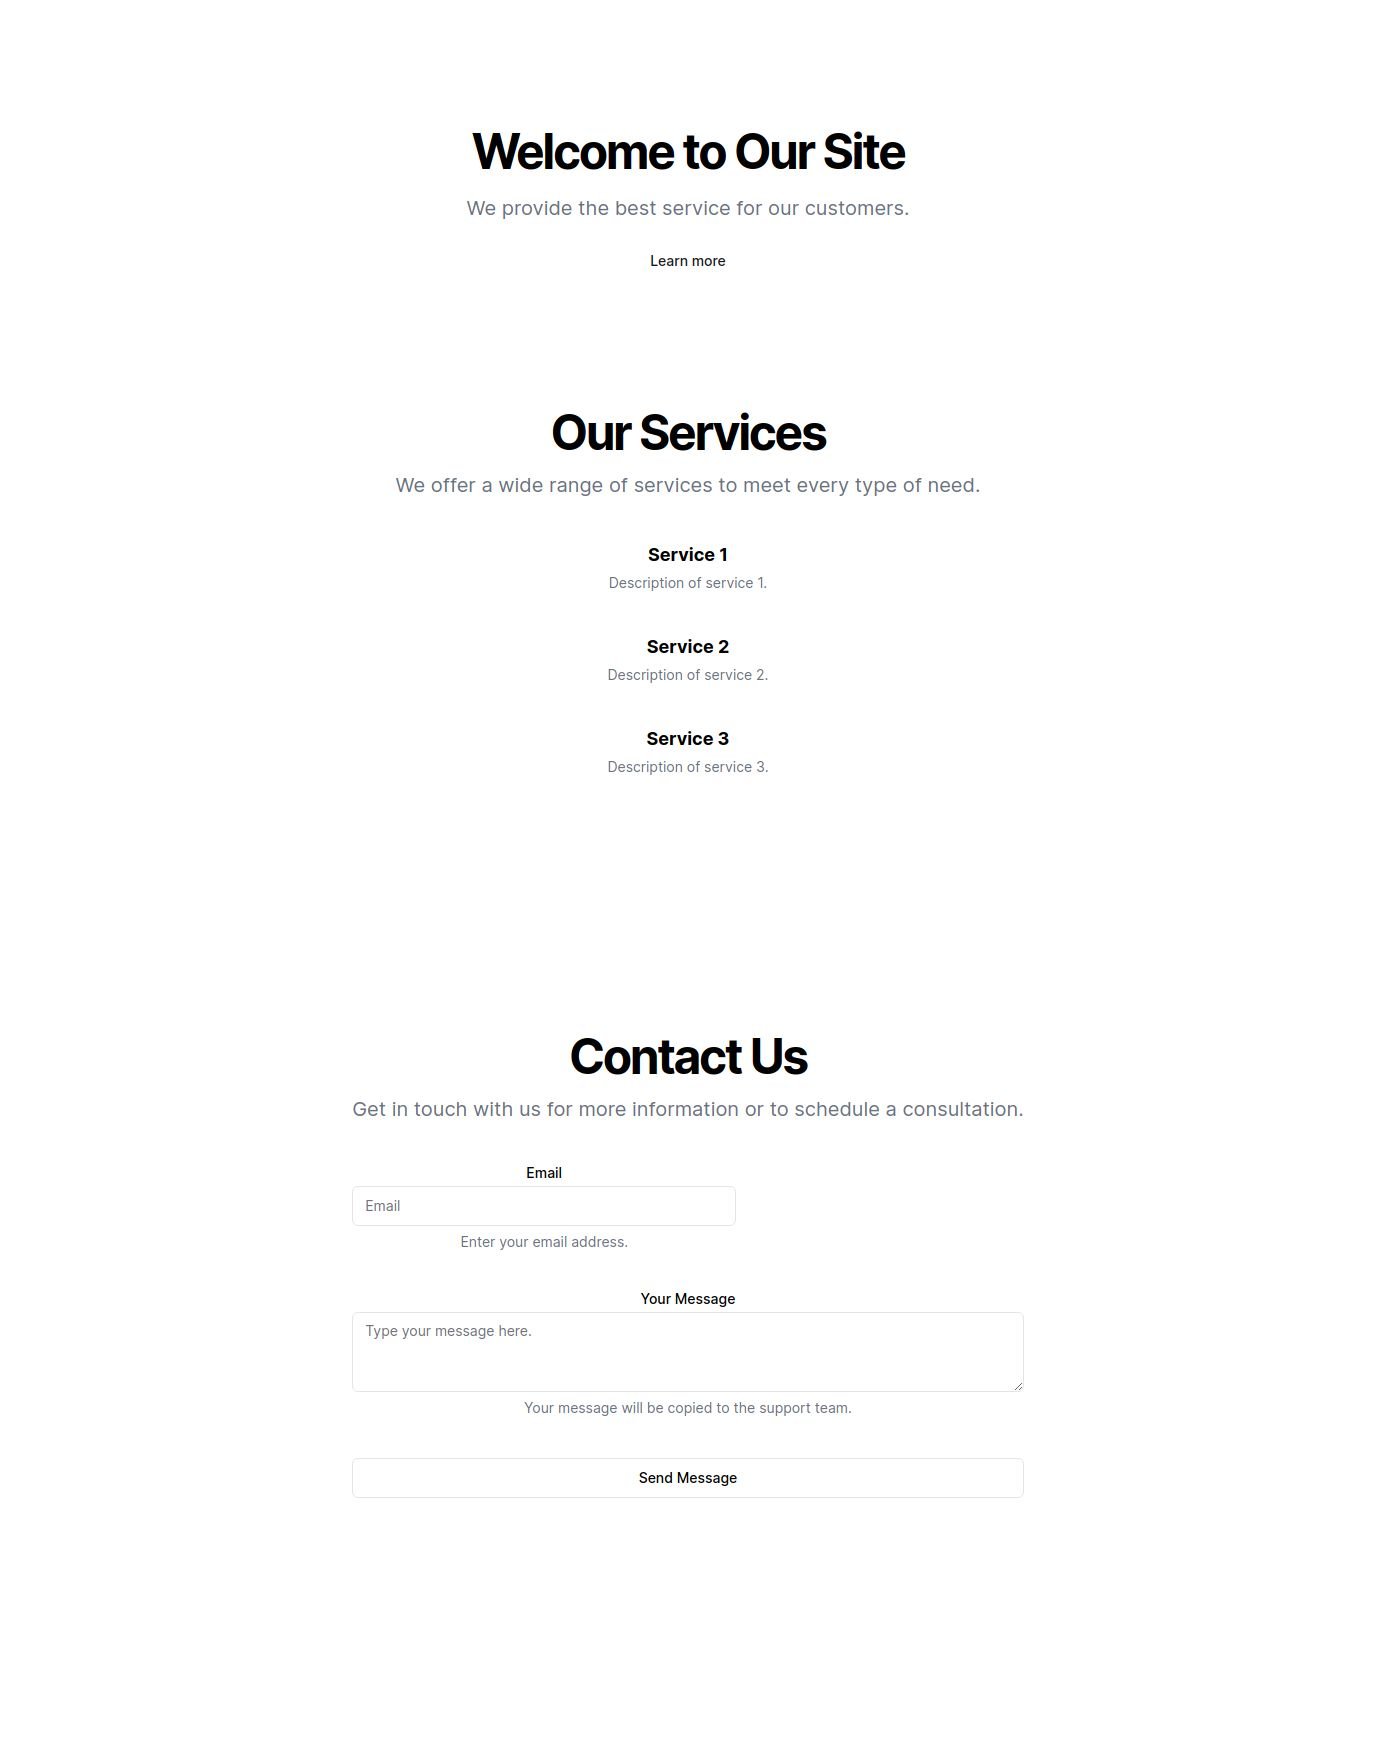 Welcome to Our Site
We provide the best service for our customers.
Learn more
Our Services
We offer a wide range of services to meet every type of need.
Service 1
Description of service 1.
Service 2
Description of service 2.
Service 3
Description of service 3.
Contact Us
Get in touch with us for more information or to schedule a consultation.
Email
Email
Enter your email address.
Your Message
Type your message here.
Your message will be copied to the support team.
Send Message